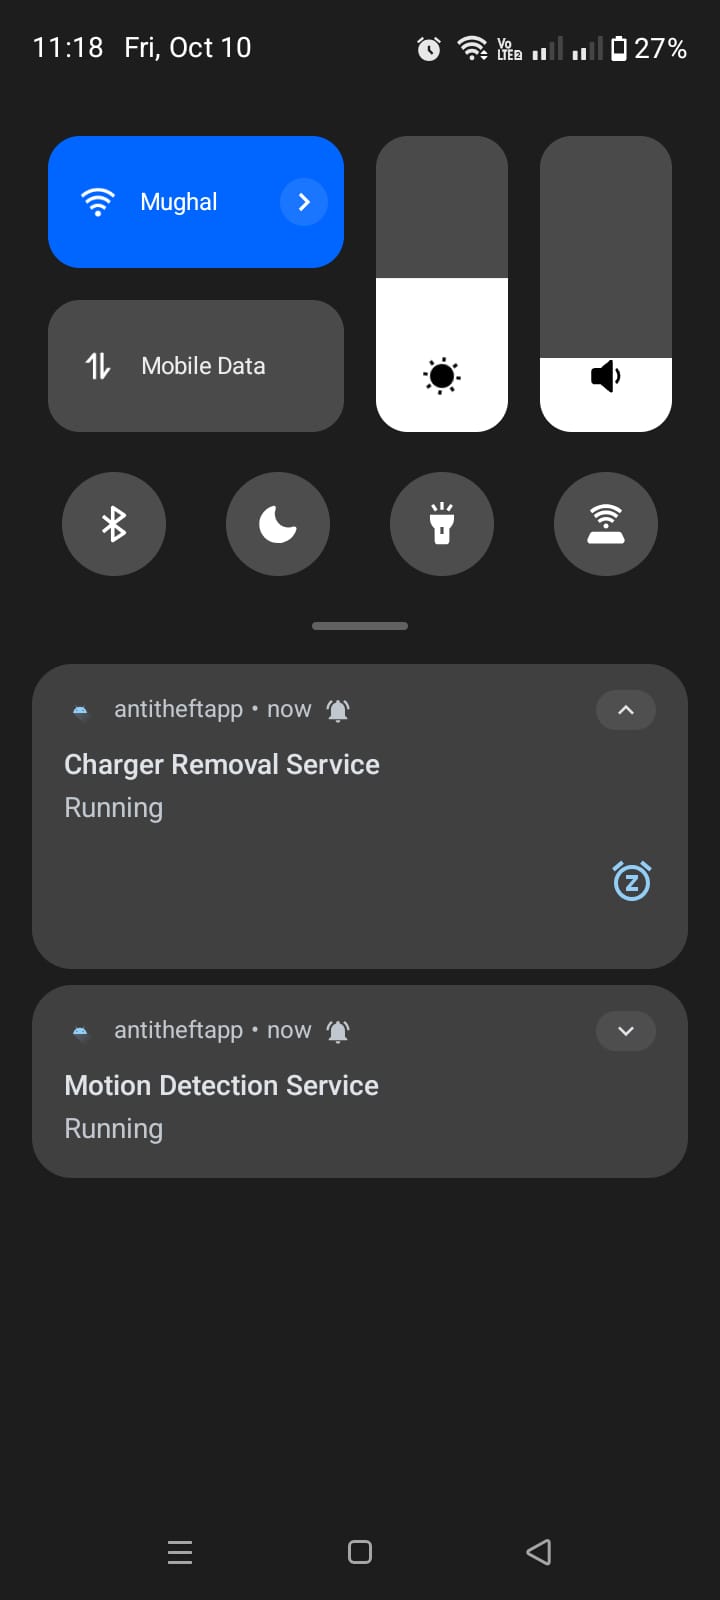 11:18 Fri, Oct 10 Vo LTE2 27%
Mughal
Mobile Data
antitheftapp • now
Charger Removal Service
Running
Z
antitheftapp • now
Motion Detection Service
Running